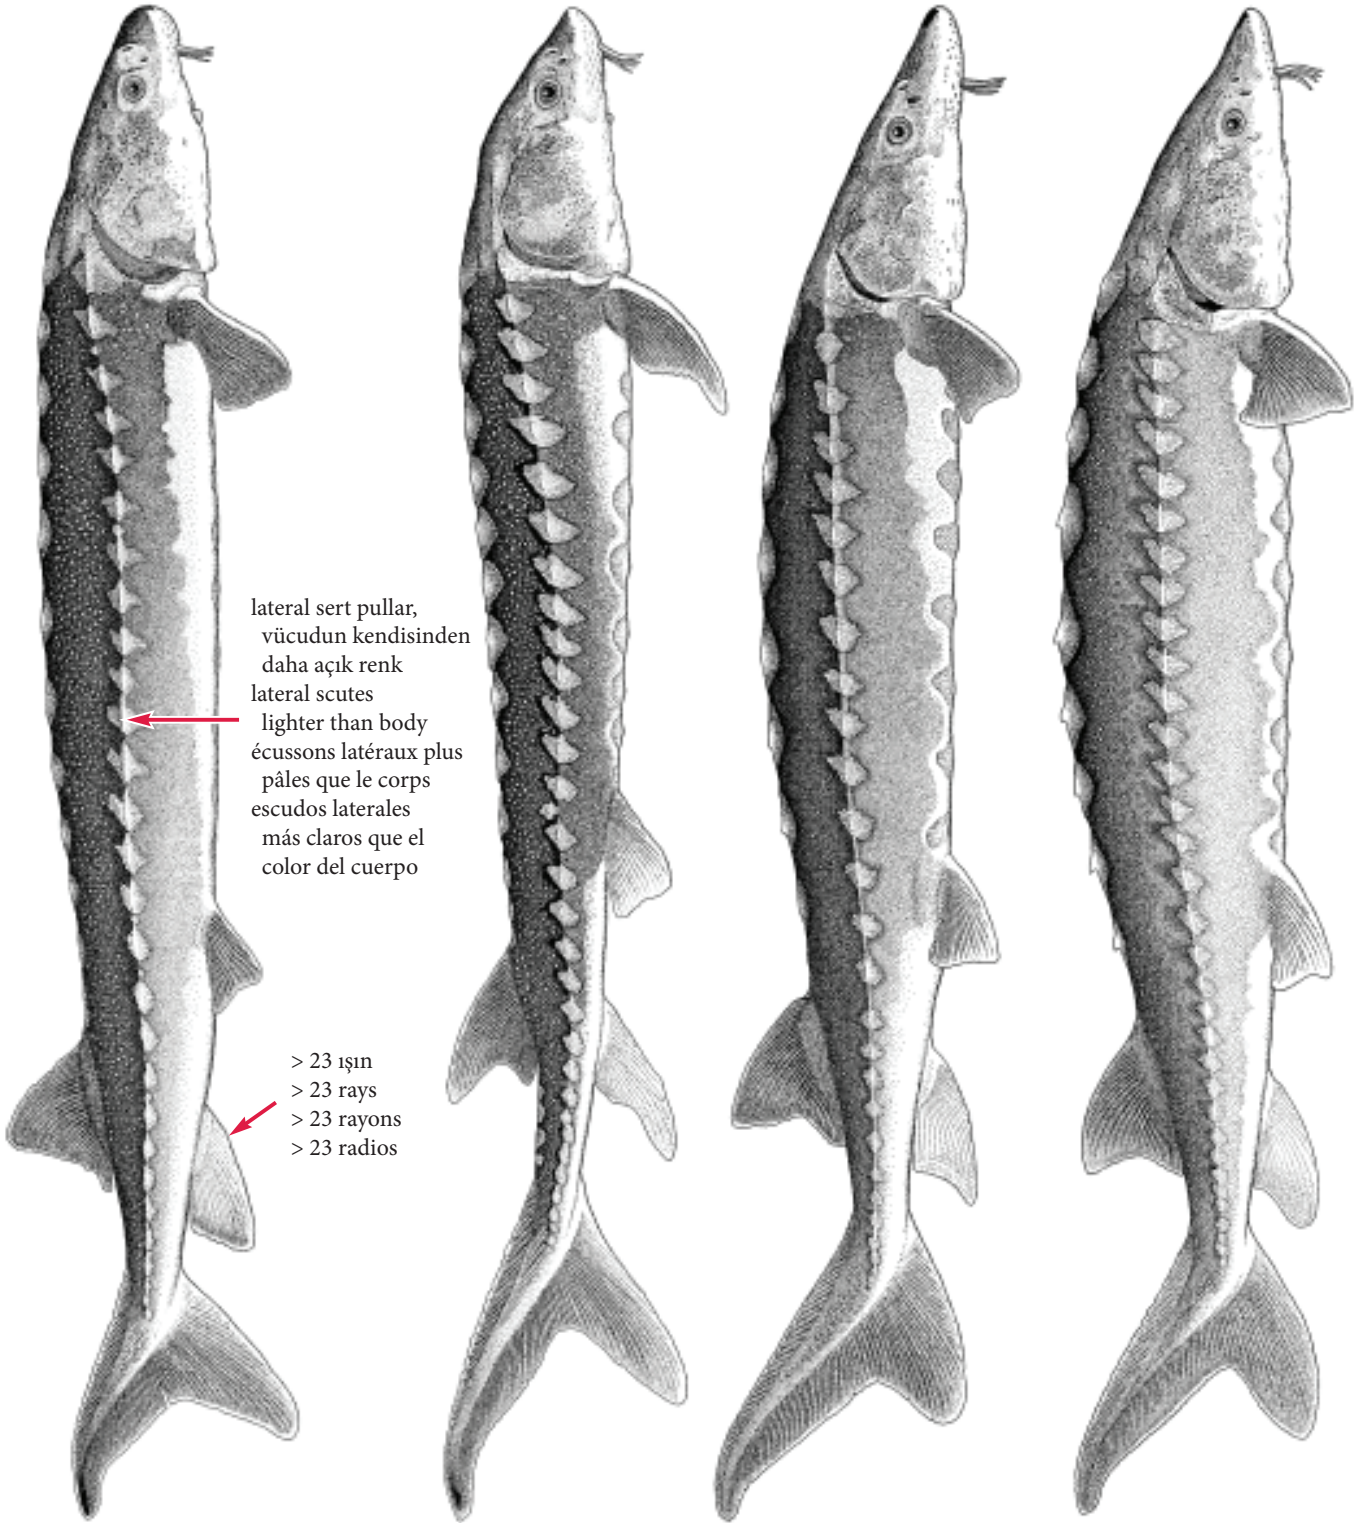 lateral sert pullar,
vücudun kendisinden
daha açık renk
lateral scutes
lighter than body
écussons latéraux plus
pâles que le corps
escudos laterales
más claros que el
color del cuerpo
> 23 ışın
> 23 rays
> 23 rayons
> 23 radios